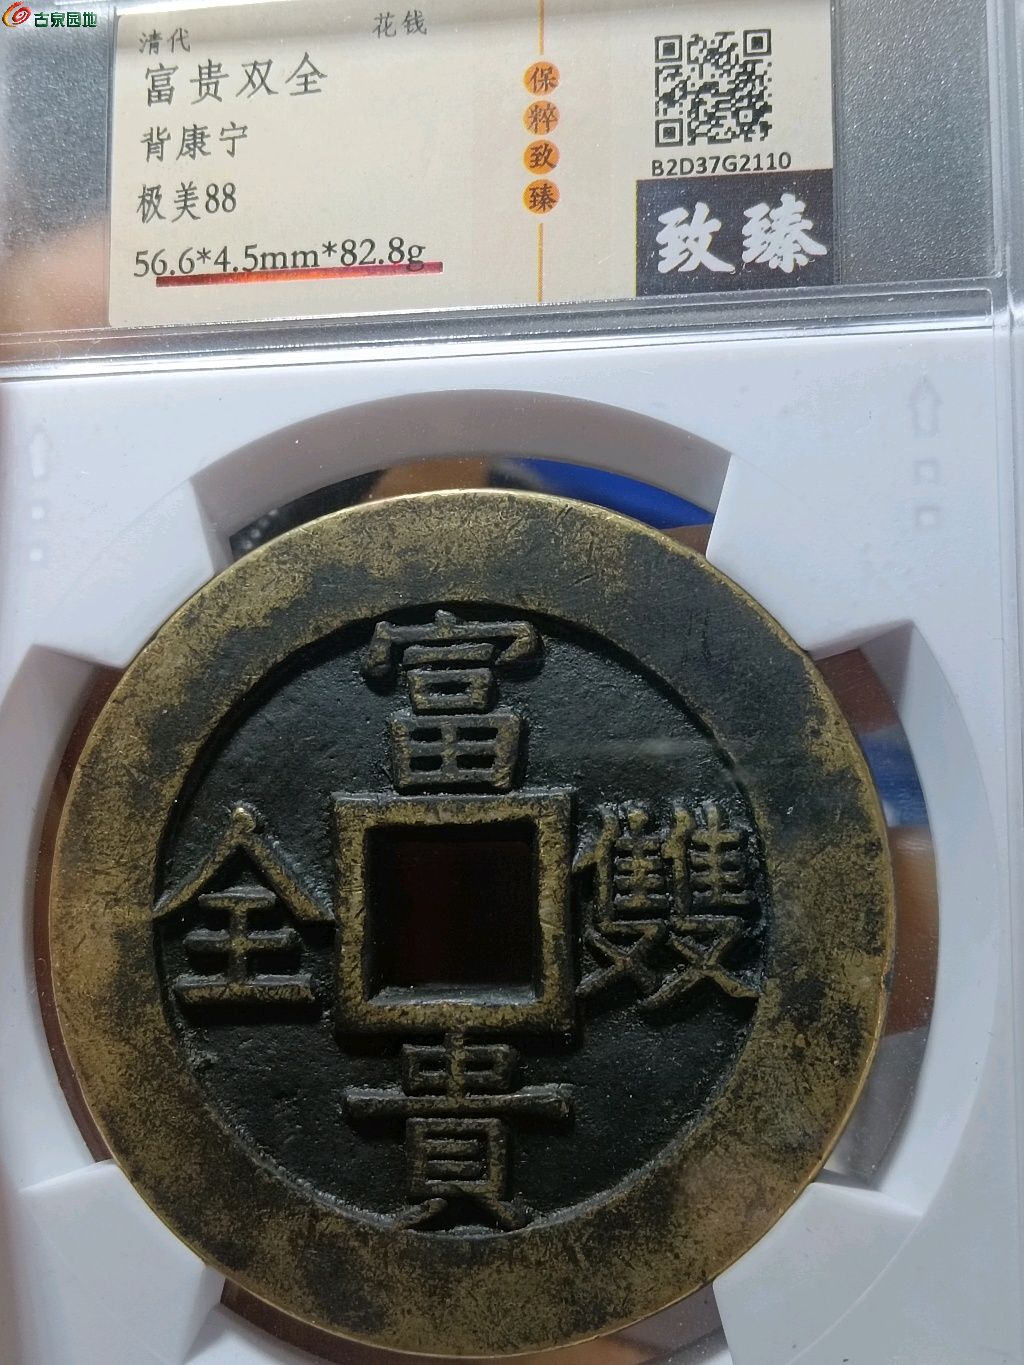 古泉园地
清代 花钱
富贵双全
背康宁
极美88
56.6*4.5mm*82.8g
保粹致臻
B2D37G2110
致臻
富
全 雙
貴